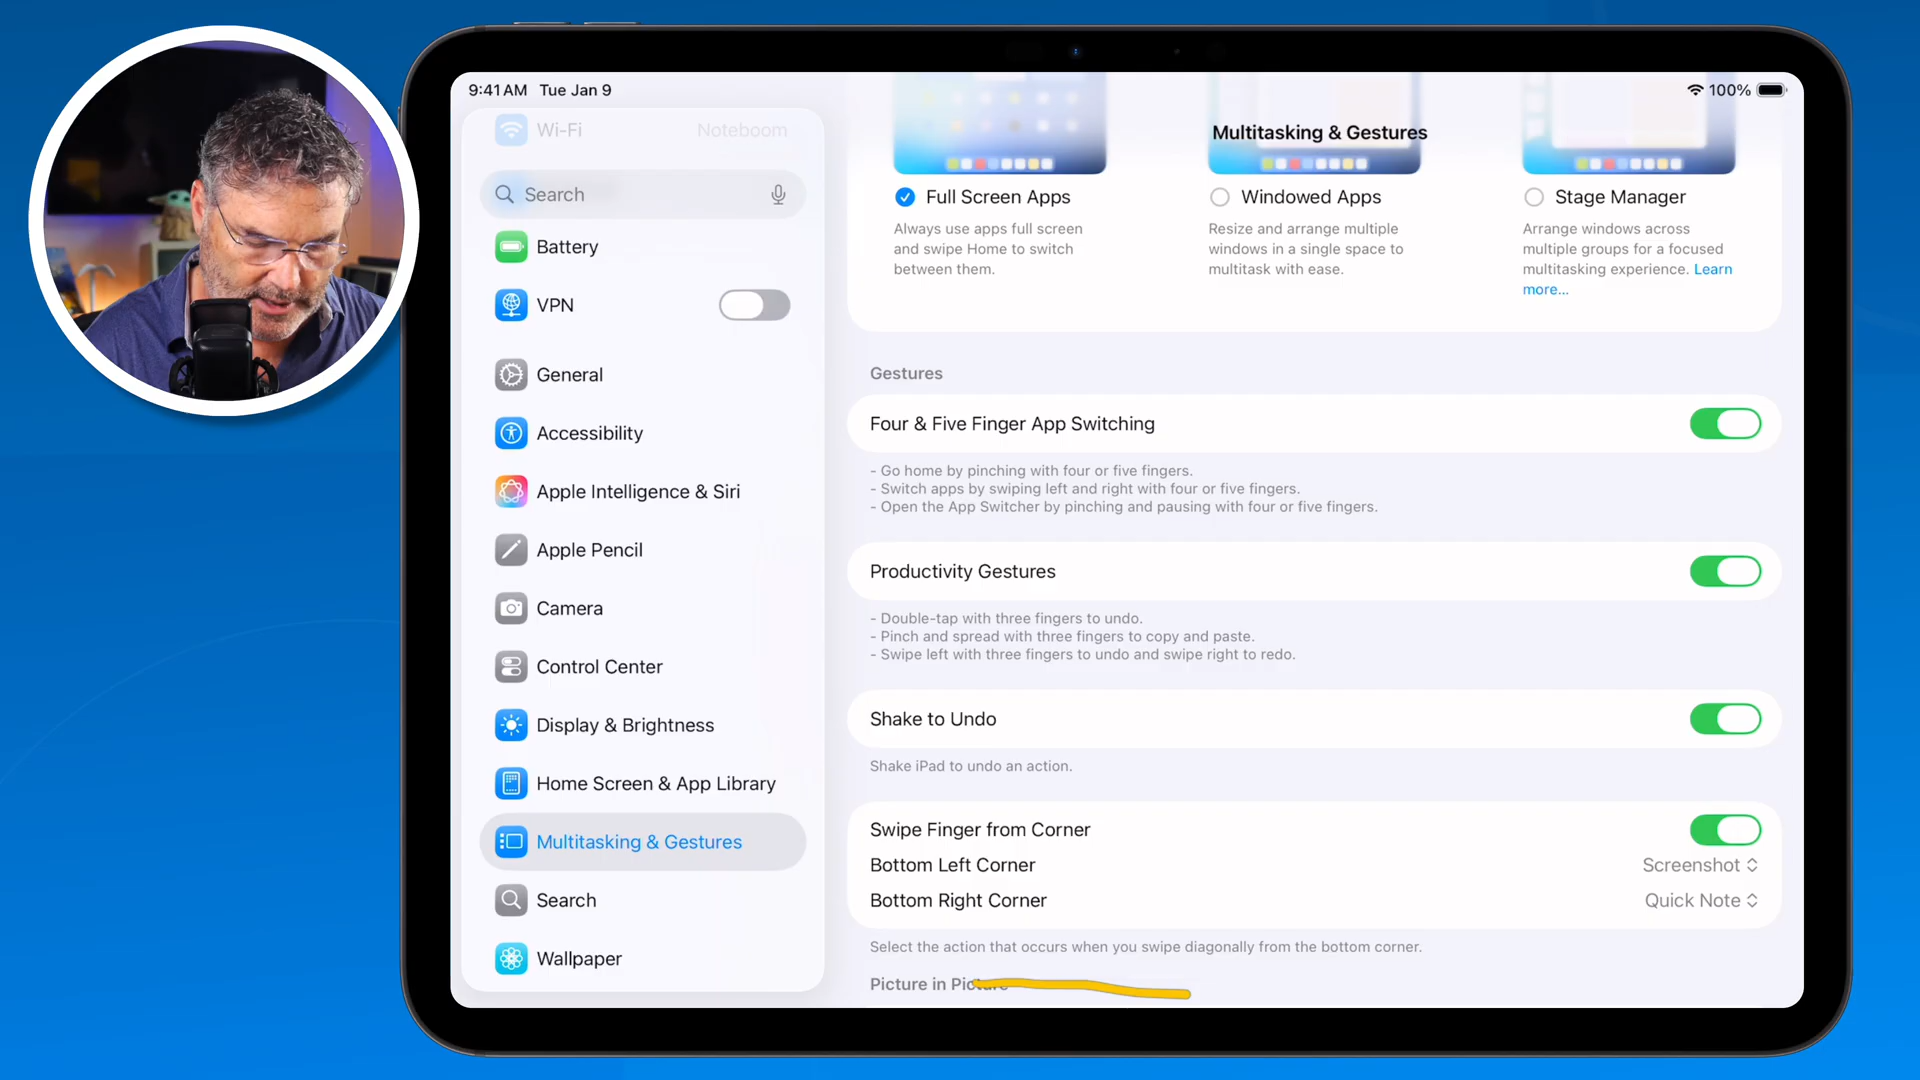 9:41 AM Tue Jan 9
100%
Wi-Fi
Noteboom
Search
Battery
VPN
General
Accessibility
Apple Intelligence & Siri
Apple Pencil
Camera
Control Center
Display & Brightness
Home Screen & App Library
Multitasking & Gestures
Search
Wallpaper
Multitasking & Gestures
Full Screen Apps
Always use apps full screen
and swipe Home to switch
between them.
Windowed Apps
Resize and arrange multiple
windows in a single space to
multitask with ease.
Stage Manager
Arrange windows across
multiple groups for a focused
multitasking experience. Learn
more...
Gestures
Four & Five Finger App Switching
- Go home by pinching with four or five fingers.
- Switch apps by swiping left and right with four or five fingers.
- Open the App Switcher by pinching and pausing with four or five fingers.
Productivity Gestures
- Double-tap with three fingers to undo.
- Pinch and spread with three fingers to copy and paste.
- Swipe left with three fingers to undo and swipe right to redo.
Shake to Undo
Shake iPad to undo an action.
Swipe Finger from Corner
Bottom Left Corner
Screenshot
Bottom Right Corner
Quick Note
Select the action that occurs when you swipe diagonally from the bottom corner.
Picture in Picture